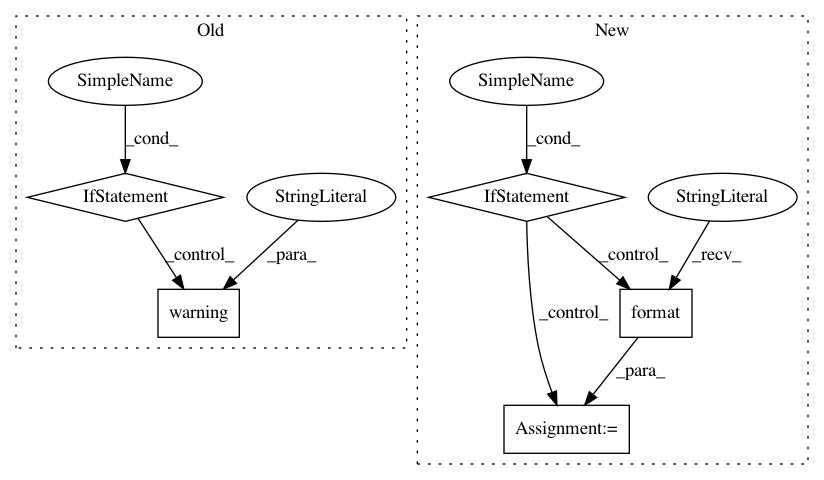 Old
New
SimpleName
SimpleName
_cond_
_cond_
IfStatement
StringLiteral
IfStatement
StringLiteral
_control_
_para_
_control_
_recv_
warning
_control_
format
_para_
Assignment:=